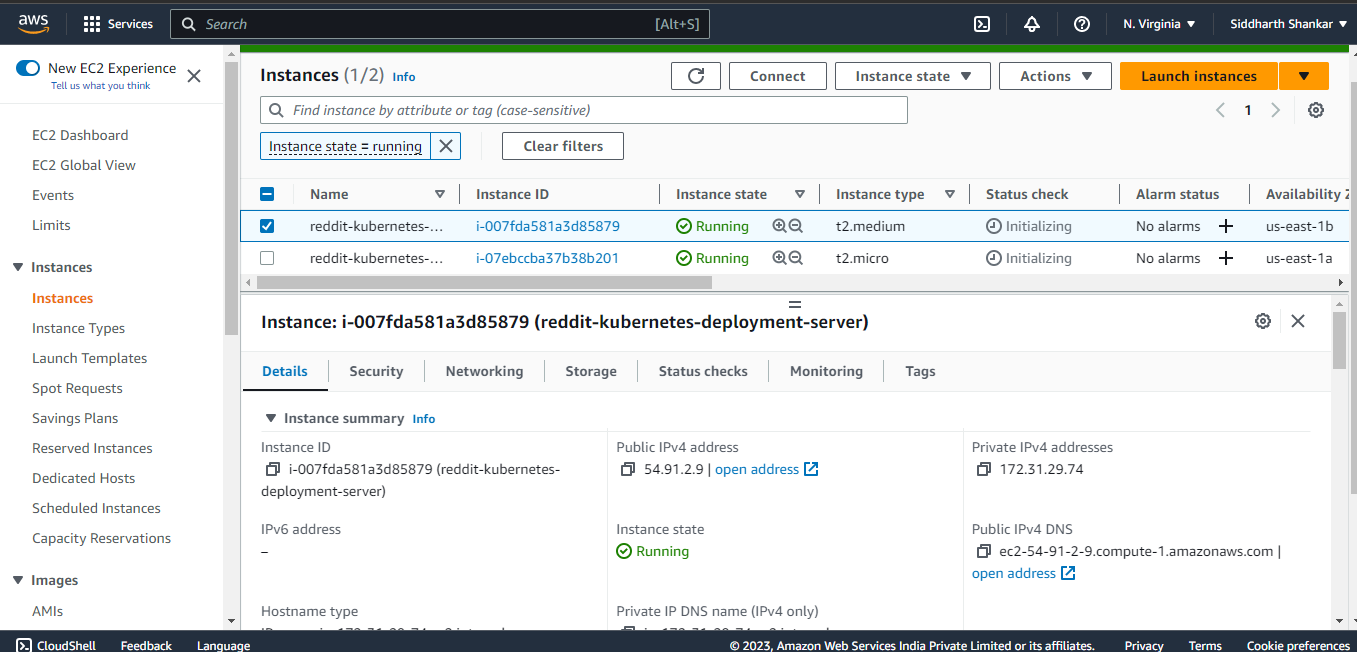 aws Services Search [Alt+S] N. Virginia Siddharth Shankar
New EC2 Experience
Tell us what you think
EC2 Dashboard
EC2 Global View
Events
Limits
Instances
Instances
Instance Types
Launch Templates
Spot Requests
Savings Plans
Reserved Instances
Dedicated Hosts
Scheduled Instances
Capacity Reservations
Images
AMIs
Instances (1/2) Info Connect Instance state Actions Launch instances
Find instance by attribute or tag (case-sensitive) 1
Instance state = running Clear filters
Name Instance ID Instance state Instance type Status check Alarm status Availability Z
reddit-kubernetes-... i-007fda581a3d85879 Running t2.medium Initializing No alarms + us-east-1b
reddit-kubernetes-... i-07ebccba37b38b201 Running t2.micro Initializing No alarms + us-east-1a
Instance: i-007fda581a3d85879 (reddit-kubernetes-deployment-server)
Details Security Networking Storage Status checks Monitoring Tags
Instance summary Info
Instance ID Public IPv4 address Private IPv4 addresses
i-007fda581a3d85879 (reddit-kubernetes- 54.91.2.9 | open address 172.31.29.74
deployment-server)
IPv6 address Instance state Public IPv4 DNS
– Running ec2-54-91-2-9.compute-1.amazonaws.com |
open address
Hostname type Private IP DNS name (IPv4 only)
CloudShell Feedback Language © 2023, Amazon Web Services India Private Limited or its affiliates. Privacy Terms Cookie preferences